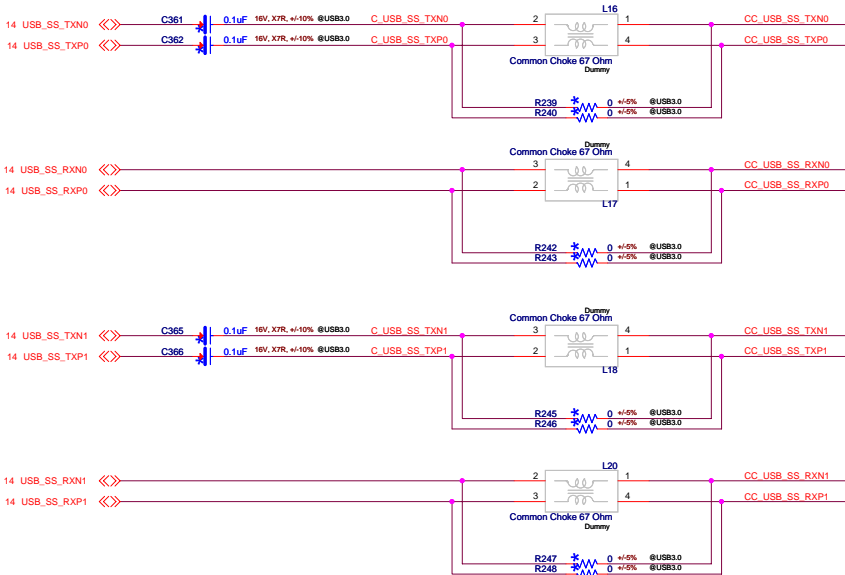 L16
14 USB_SS_TXN0 C361 0.1uF 16V, X7R, +/-10% @USB3.0 C_USB_SS_TXN0 2 1 CC_USB_SS_TXN0
14 USB_SS_TXP0 C362 0.1uF 16V, X7R, +/-10% @USB3.0 C_USB_SS_TXP0 3 4 CC_USB_SS_TXP0
Common Choke 67 Ohm
Dummy
R239 * 0 +/-5% @USB3.0
R240 * 0 +/-5% @USB3.0
Dummy
Common Choke 67 Ohm
14 USB_SS_RXN0 3 4 CC_USB_SS_RXN0
14 USB_SS_RXP0 2 1 CC_USB_SS_RXP0
L17
R242 * 0 +/-5% @USB3.0
R243 * 0 +/-5% @USB3.0
Dummy
Common Choke 67 Ohm
14 USB_SS_TXN1 C365 0.1uF 16V, X7R, +/-10% @USB3.0 C_USB_SS_TXN1 3 4 CC_USB_SS_TXN1
14 USB_SS_TXP1 C366 0.1uF 16V, X7R, +/-10% @USB3.0 C_USB_SS_TXP1 2 1 CC_USB_SS_TXP1
L18
R245 * 0 +/-5% @USB3.0
R246 * 0 +/-5% @USB3.0
L20
14 USB_SS_RXN1 2 1 CC_USB_SS_RXN1
14 USB_SS_RXP1 3 4 CC_USB_SS_RXP1
Common Choke 67 Ohm
Dummy
R247 * 0 +/-5% @USB3.0
R248 * 0 +/-5% @USB3.0